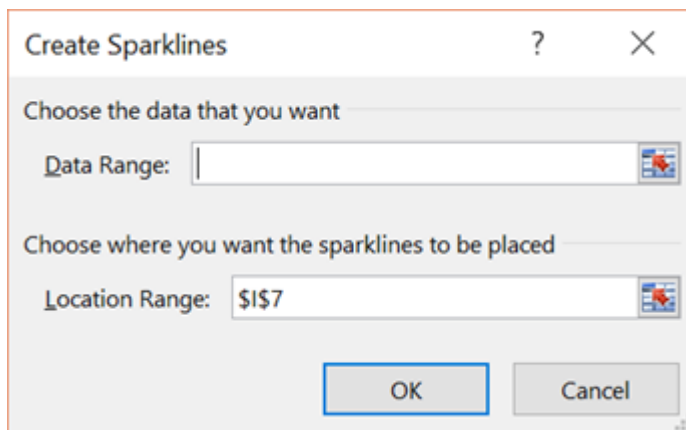 Create Sparklines ?
Choose the data that you want
Data Range:
Choose where you want the sparklines to be placed
Location Range: $I$7
OK Cancel